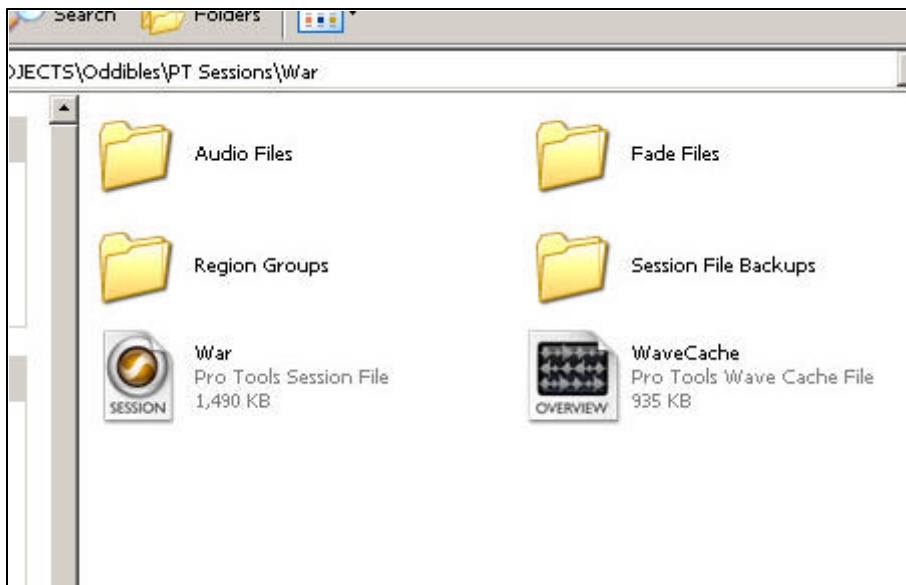 Search Folders
OJECTS\Oddibles\PT Sessions\War
Audio Files
Fade Files
Region Groups
Session File Backups
War
Pro Tools Session File
1,490 KB
SESSION
WaveCache
Pro Tools Wave Cache File
935 KB
OVERVIEW